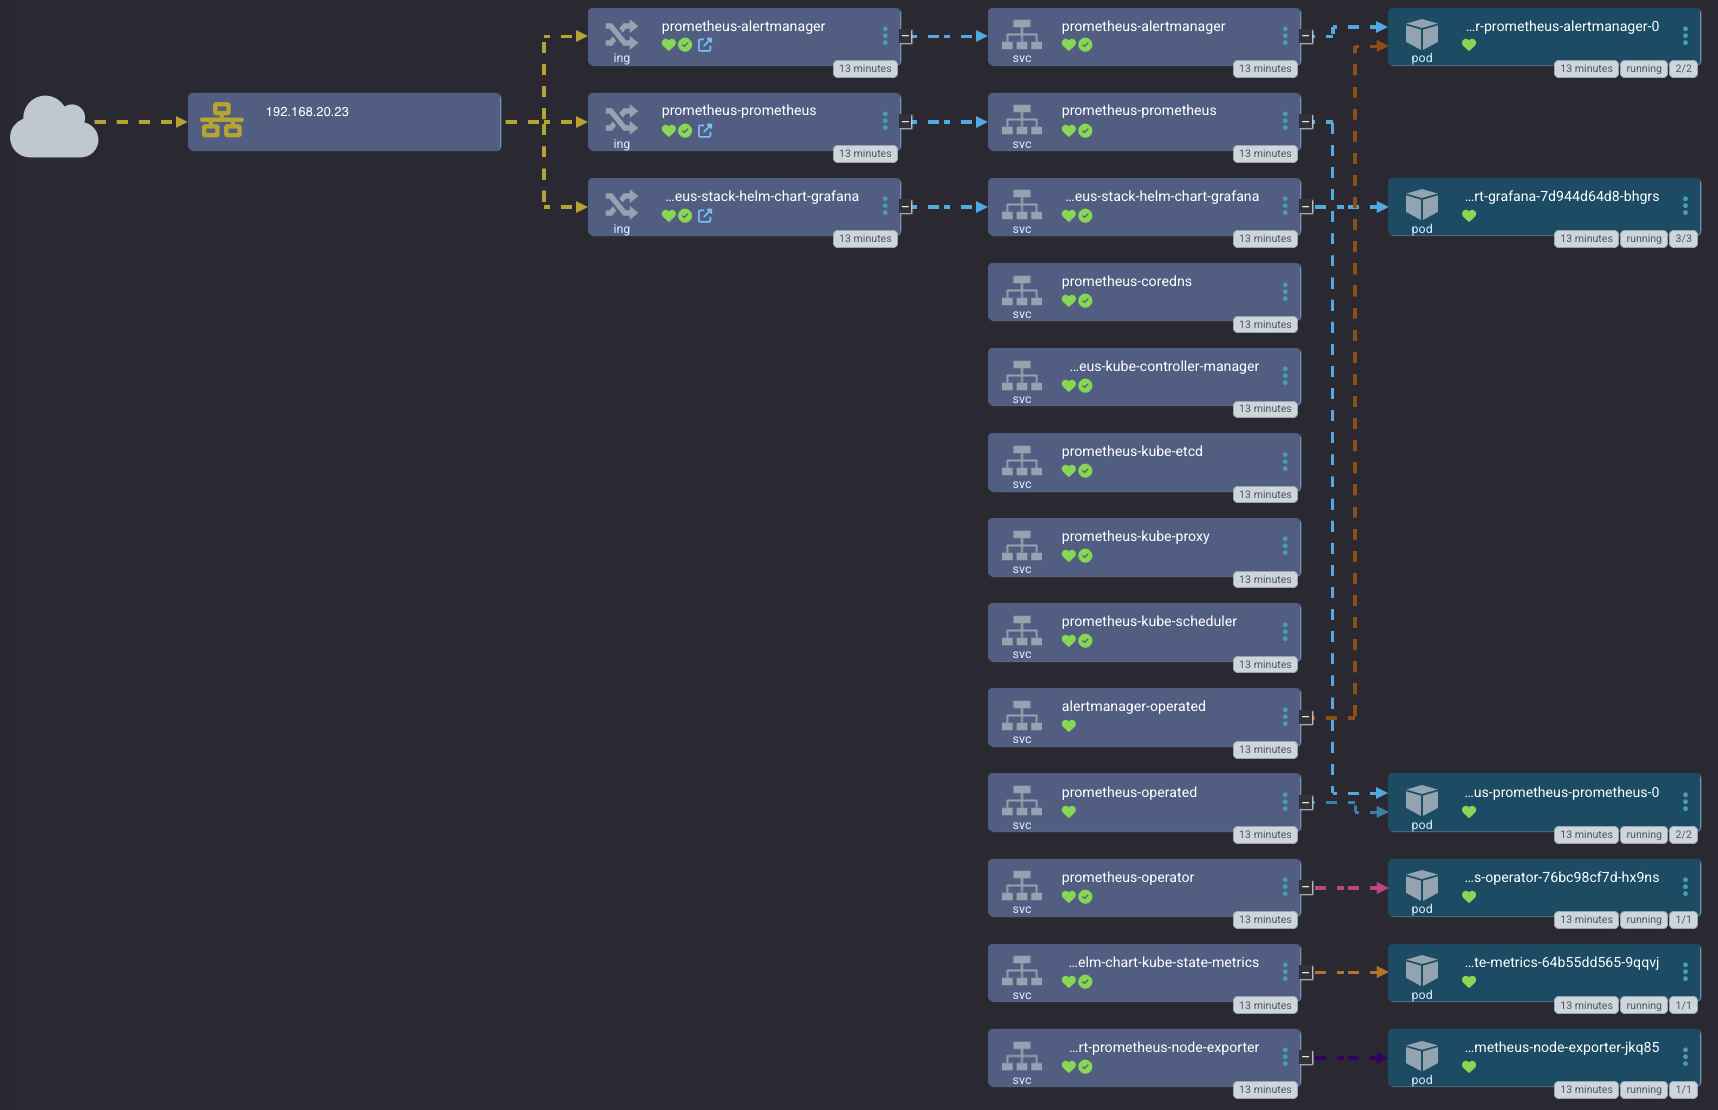 prometheus-alertmanager
ing
13 minutes
prometheus-alertmanager
svc
13 minutes
...r-prometheus-alertmanager-0
pod
13 minutes running 2/2
192.168.20.23
prometheus-prometheus
ing
13 minutes
prometheus-prometheus
svc
13 minutes
...eus-stack-helm-chart-grafana
ing
13 minutes
...eus-stack-helm-chart-grafana
svc
13 minutes
...rt-grafana-7d944d64d8-bhgrs
pod
13 minutes running 3/3
prometheus-coredns
svc
13 minutes
...eus-kube-controller-manager
svc
13 minutes
prometheus-kube-etcd
svc
13 minutes
prometheus-kube-proxy
svc
13 minutes
prometheus-kube-scheduler
svc
13 minutes
alertmanager-operated
svc
13 minutes
prometheus-operated
svc
13 minutes
...us-prometheus-prometheus-0
pod
13 minutes running 2/2
prometheus-operator
svc
13 minutes
...s-operator-76bc98cf7d-hx9ns
pod
13 minutes running 1/1
...elm-chart-kube-state-metrics
svc
13 minutes
...te-metrics-64b55dd565-9qqvj
pod
13 minutes running 1/1
...rt-prometheus-node-exporter
svc
13 minutes
...metheus-node-exporter-jkq85
pod
13 minutes running 1/1